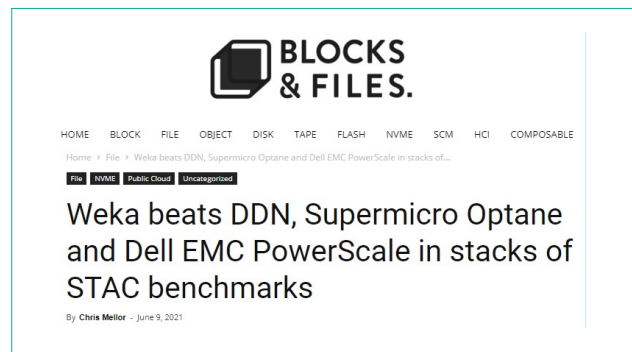 BLOCKS
& FILES.
HOME BLOCK FILE OBJECT DISK TAPE FLASH NVME SCM HCI COMPOSABLE
Home > File > Weka beats DDN, Supermicro Optane and Dell EMC PowerScale in stacks of...
File NVME Public Cloud Uncategorized
Weka beats DDN, Supermicro Optane
and Dell EMC PowerScale in stacks of
STAC benchmarks
By Chris Mellor - June 9, 2021